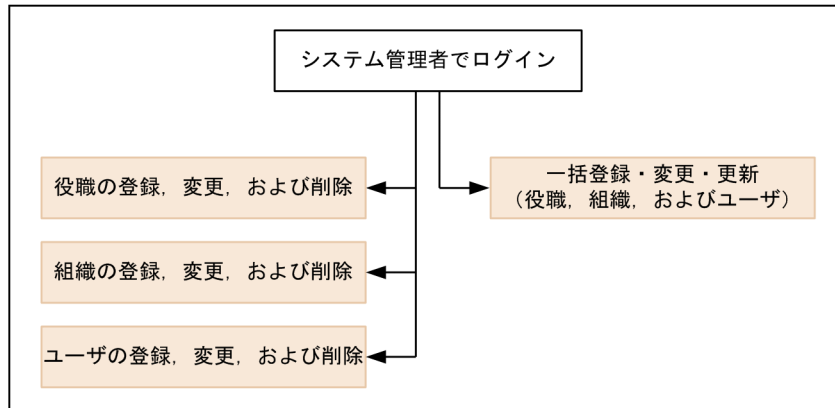 システム管理者でログイン
役職の登録，変更，および削除
一括登録・変更・更新
（役職，組織，およびユーザ）
組織の登録，変更，および削除
ユーザの登録，変更，および削除